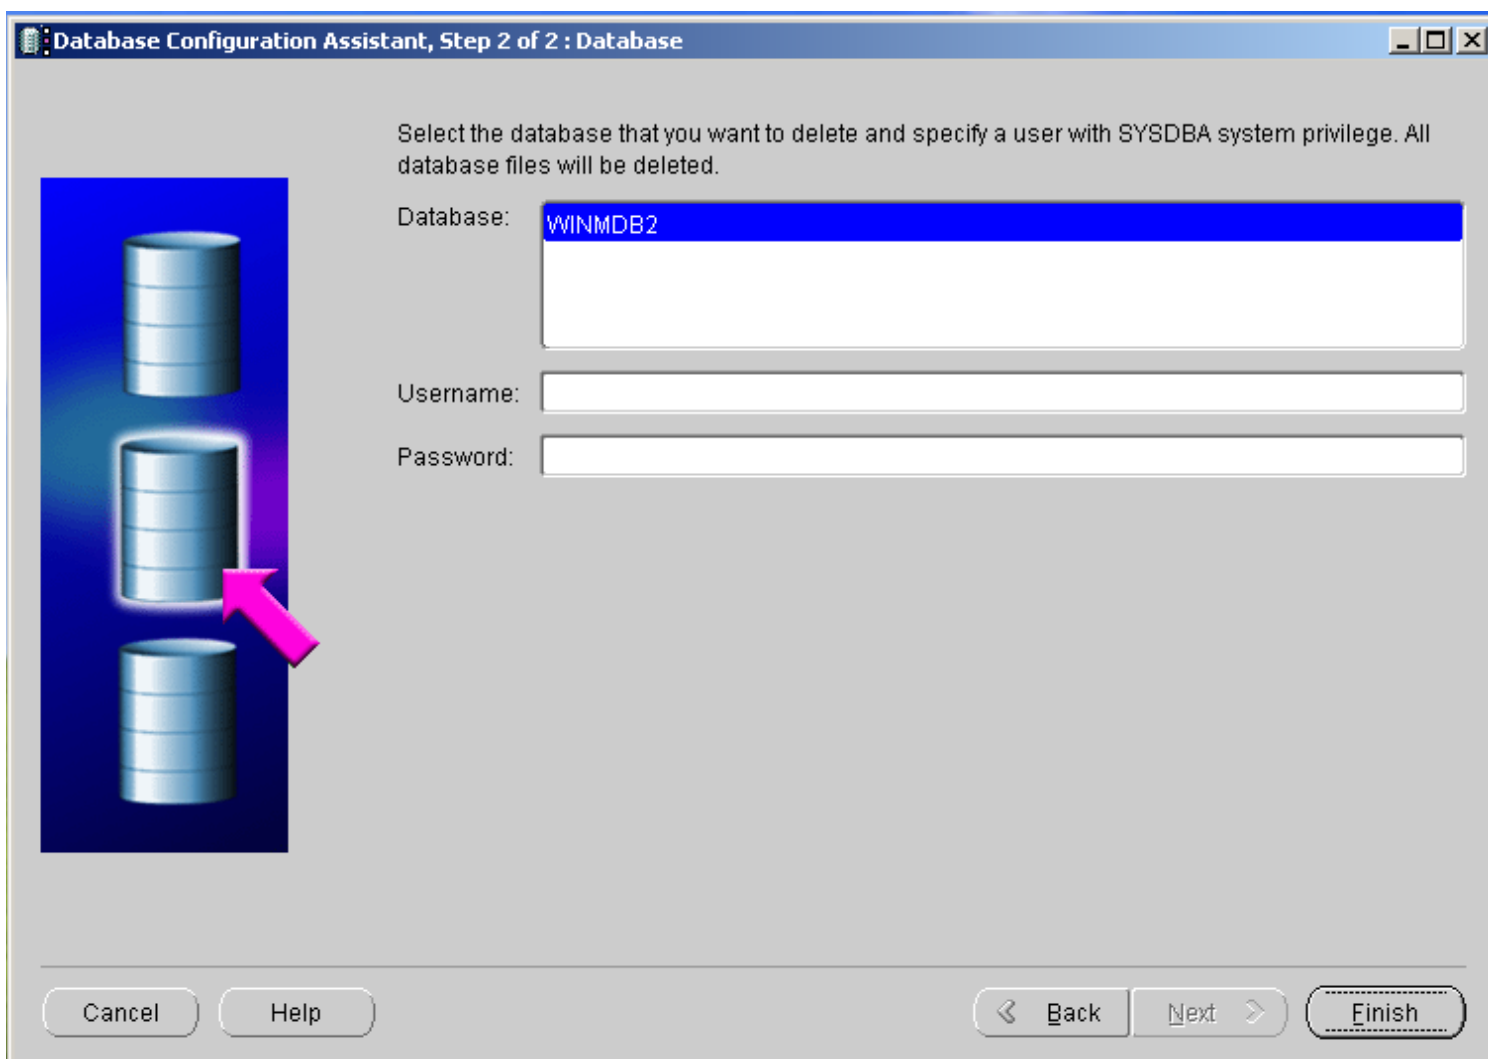 Database Configuration Assistant, Step 2 of 2 : Database
Select the database that you want to delete and specify a user with SYSDBA system privilege. All
database files will be deleted.
Database:
WINMDB2
Username:
Password:
Cancel
Help
Back
Next
Finish